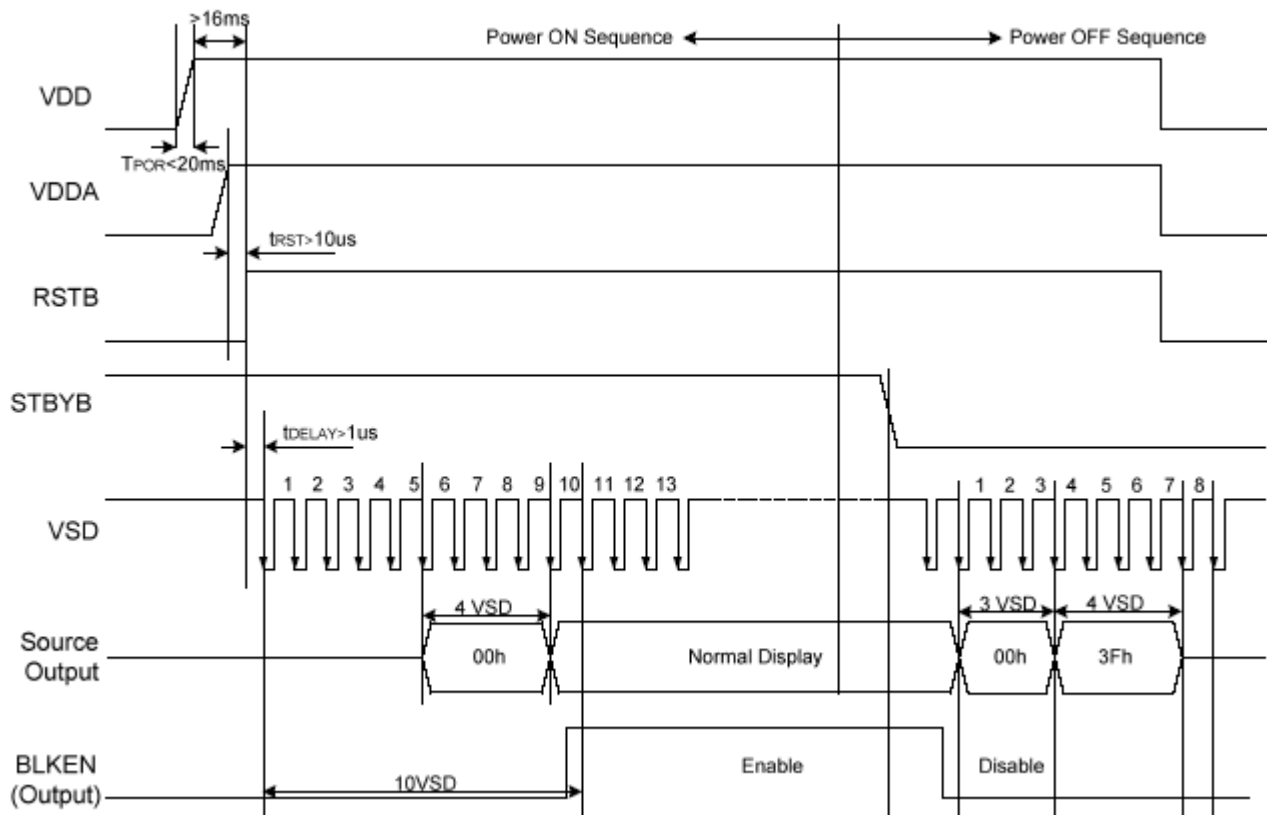 >16ms
Power ON Sequence
Power OFF Sequence
VDD
TPOR<20ms
VDDA
tRST>10us
RSTB
STBYB
tDELAY>1us
1 2 3 4 5 6 7 8 9 10 11 12 13
1 2 3 4 5 6 7 8
VSD
4 VSD
3 VSD
4 VSD
Source
Output
00h
Normal Display
00h
3Fh
BLKEN
(Output)
10VSD
Enable
Disable